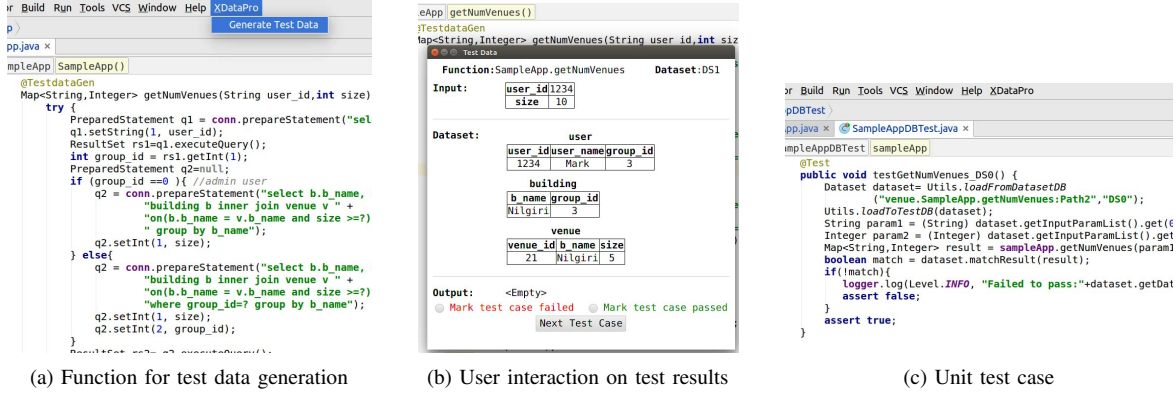 or Build Run Tools VCS Window Help XDataPro
Generate Test Data
p
pp.java ×
mpleApp SampleApp()
@TestdataGen
Map<String,Integer> getNumVenues(String user_id,int size)
try {
PreparedStatement q1 = conn.prepareStatement("sel
q1.setString(1, user_id);
ResultSet rs1=q1.executeQuery();
int group_id = rs1.getInt(1);
PreparedStatement q2=null;
if (group_id ==0 ){ //admin user
q2 = conn.prepareStatement("select b.b_name,
"building b inner join venue v " +
"on(b.b_name = v.b_name and size >=?)
" group by b_name");
q2.setInt(1, size);
} else{
q2 = conn.prepareStatement("select b.b_name,
"building b inner join venue v " +
"on(b.b_name = v.b_name and size >=?)
"where group_id=? group by b_name");
q2.setInt(1, size);
q2.setInt(2, group_id);
}
ResultSet rs2= q2.executeQuery();
(a) Function for test data generation
eApp getNumVenues()
@TestdataGen
Map<String,Integer> getNumVenues(String user id,int siz
Test Data
Function:SampleApp.getNumVenues Dataset:DS1
Input: user_id 1234
size 10
Dataset: user
user_id user_name group_id
1234 Mark 3
building
b_name group_id
Nilgiri 3
venue
venue_id b_name size
21 Nilgiri 5
Output: <Empty>
Mark test case failed Mark test case passed
Next Test Case
(b) User interaction on test results
or Build Run Tools VCS Window Help XDataPro
pDBTest
pp.java × SampleAppDBTest.java ×
mpleAppDBTest sampleApp
@Test
public void testGetNumVenues_DS0() {
Dataset dataset= Utils.loadFromDatasetDB
("venue.SampleApp.getNumVenues:Path2","DS0");
Utils.loadToTestDB(dataset);
String param1 = (String) dataset.getInputParamList().get(0
Integer param2 = (Integer) dataset.getInputParamList().get
Map<String,Integer> result = sampleApp.getNumVenues(param1
boolean match = dataset.matchResult(result);
if(!match){
logger.log(Level.INFO, "Failed to pass:"+dataset.getDat
assert false;
}
assert true;
}
(c) Unit test case